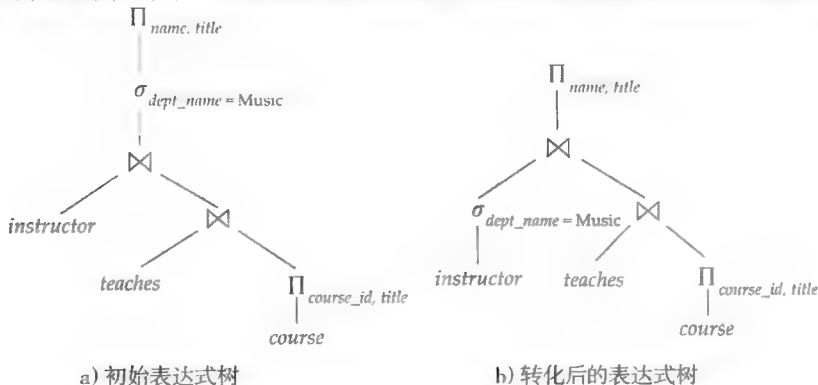 Π name, title
σ dept_name = Music
⋈
instructor
⋈
teaches
Π course_id, title
course
a) 初始表达式树
Π name, title
⋈
σ dept_name = Music
⋈
instructor
teaches
Π course_id, title
course
b) 转化后的表达式树